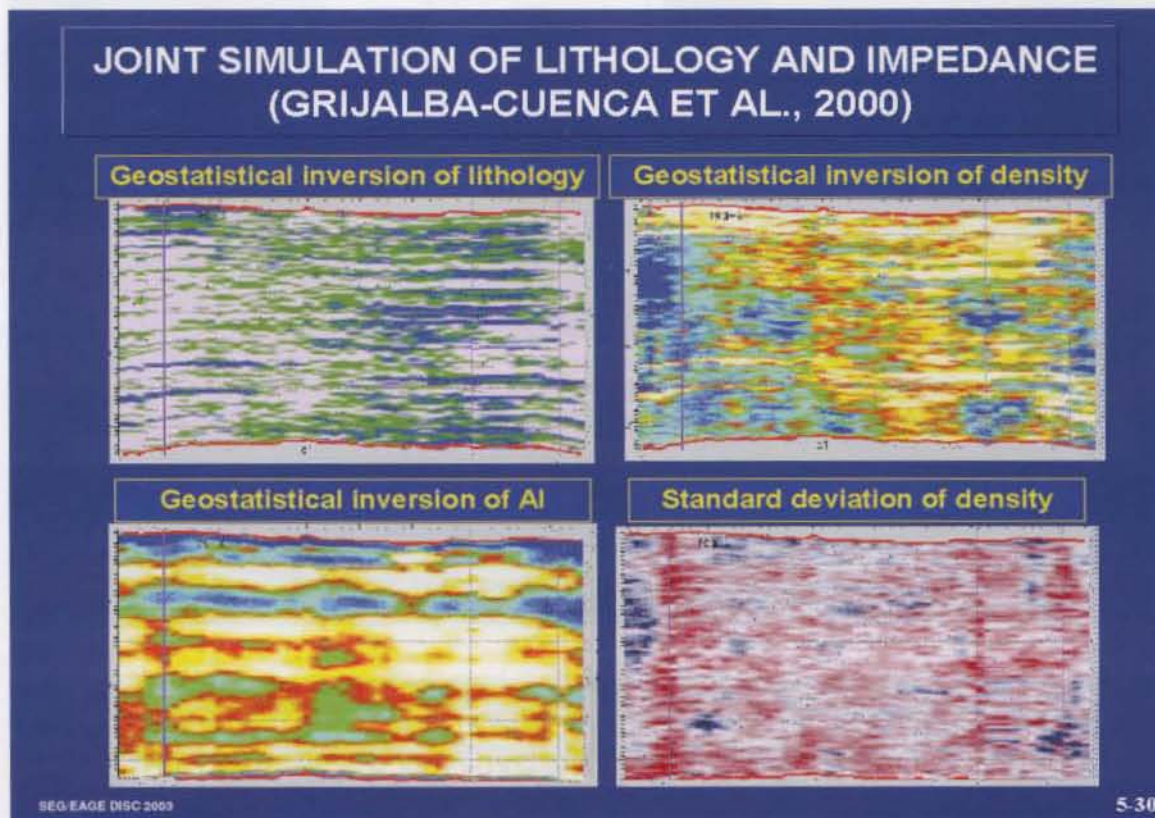 JOINT SIMULATION OF LITHOLOGY AND IMPEDANCE
(GRIJALBA-CUENCA ET AL., 2000)
Geostatistical inversion of lithology
Geostatistical inversion of density
Geostatistical inversion of AI
Standard deviation of density
SEG/EAGE DISC 2003
5-30